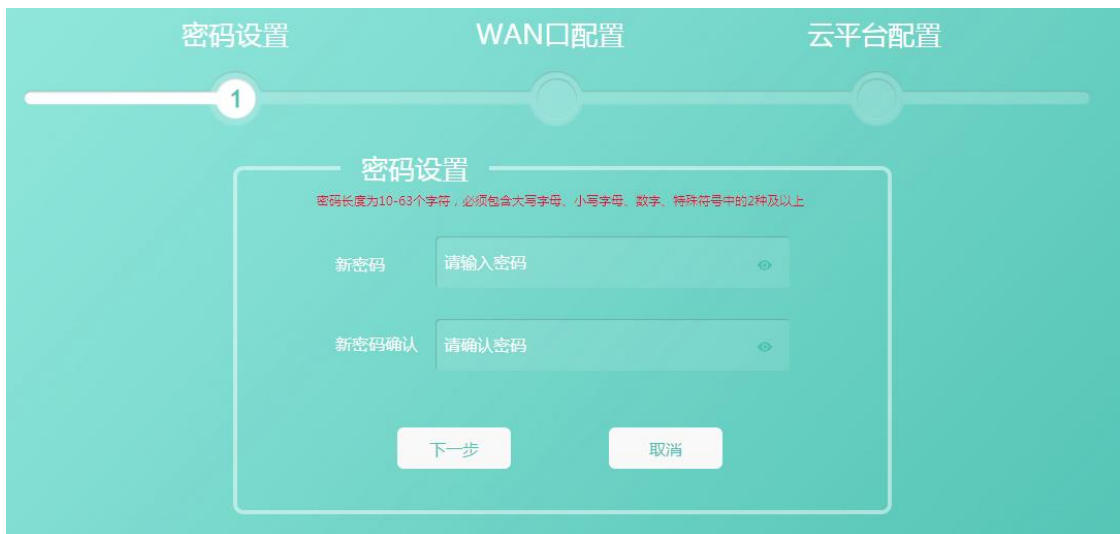 密码设置 WAN口配置 云平台配置
1
密码设置
密码长度为10-63个字符，必须包含大写字母、小写字母、数字、特殊符号中的2种及以上
新密码 请输入密码
新密码确认 请确认密码
下一步 取消